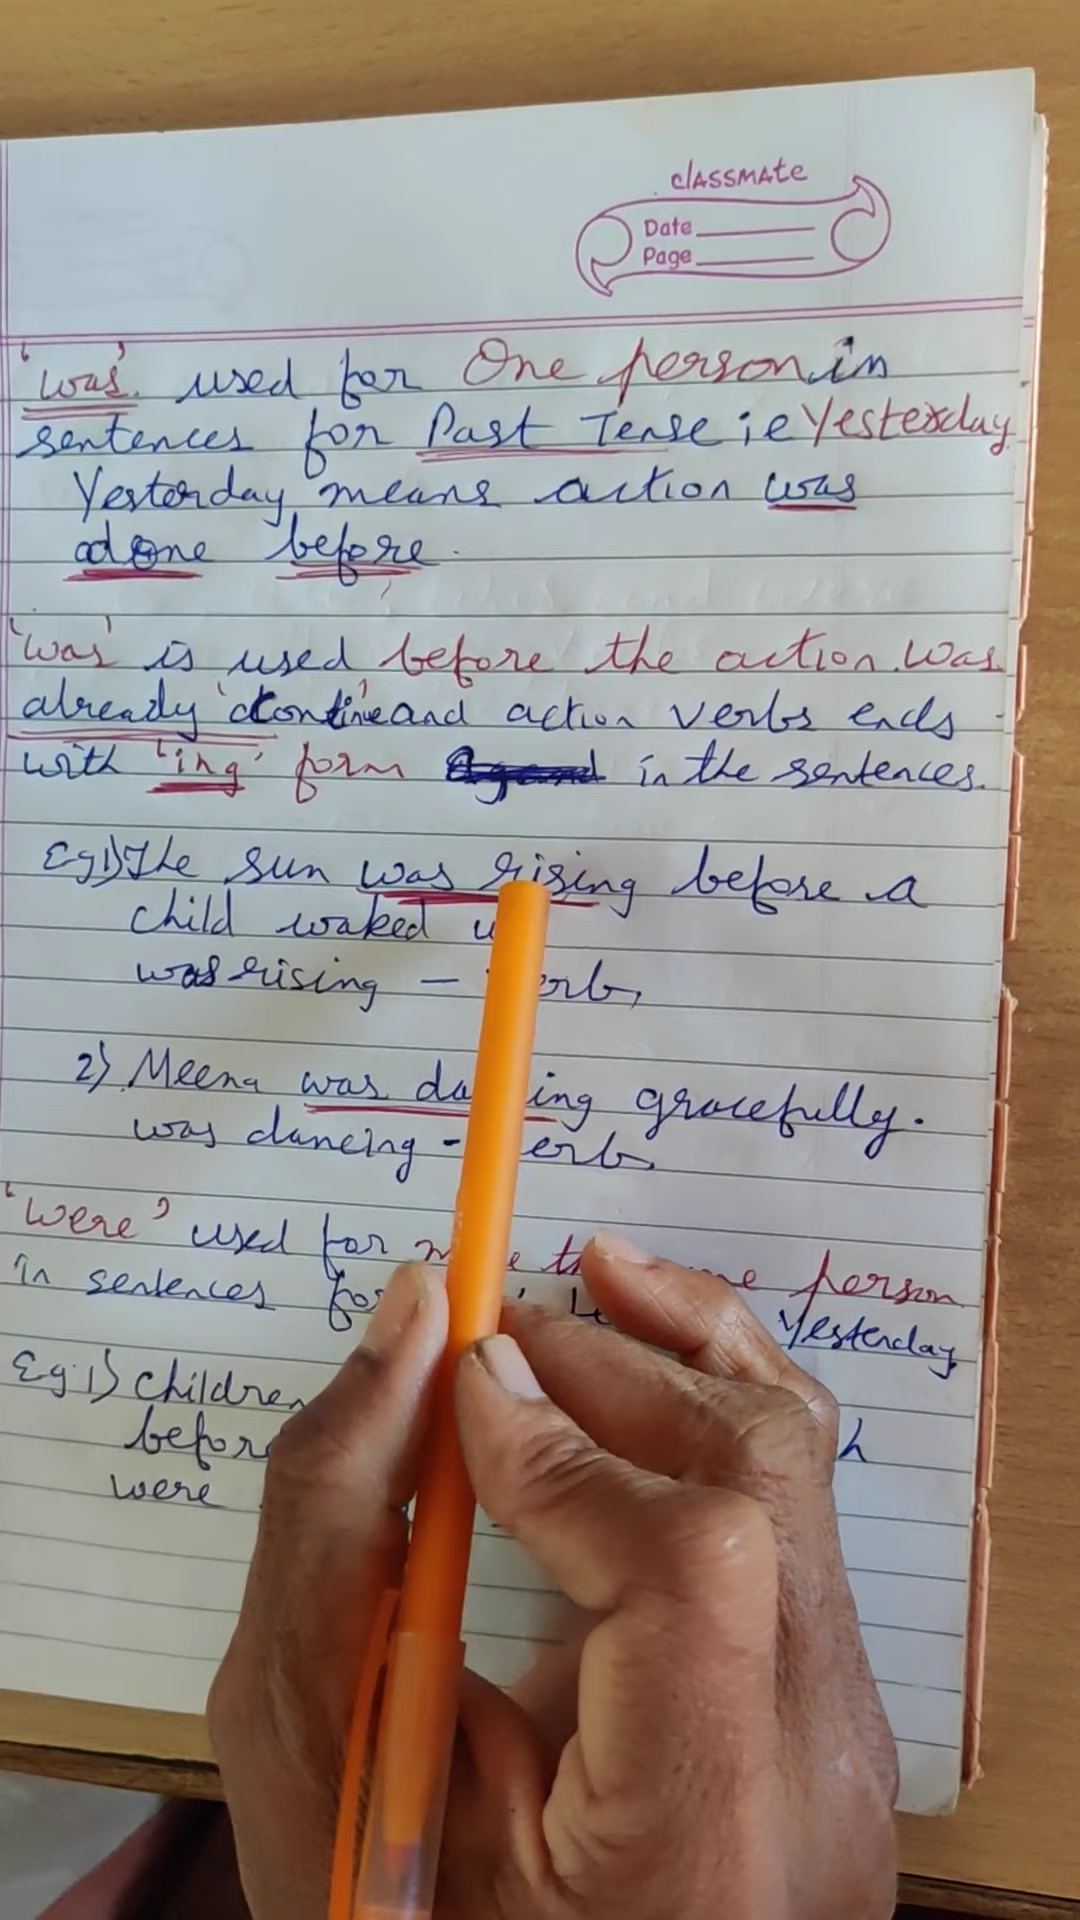 classmate
Date
Page
'was' used for One person in
sentences for Past Tense ie Yesterday
Yesterday means action was
done before.
'was' is used before the action was
already 'continue' and action verbs ends
with 'ing' form in the sentences.
Eg 1) The sun was rising before a
child waked
was rising –
2) Meena was dancing gracefully.
was dancing -
'were' used for person
in sentences for Yesterday
Eg 1) Children
before
were